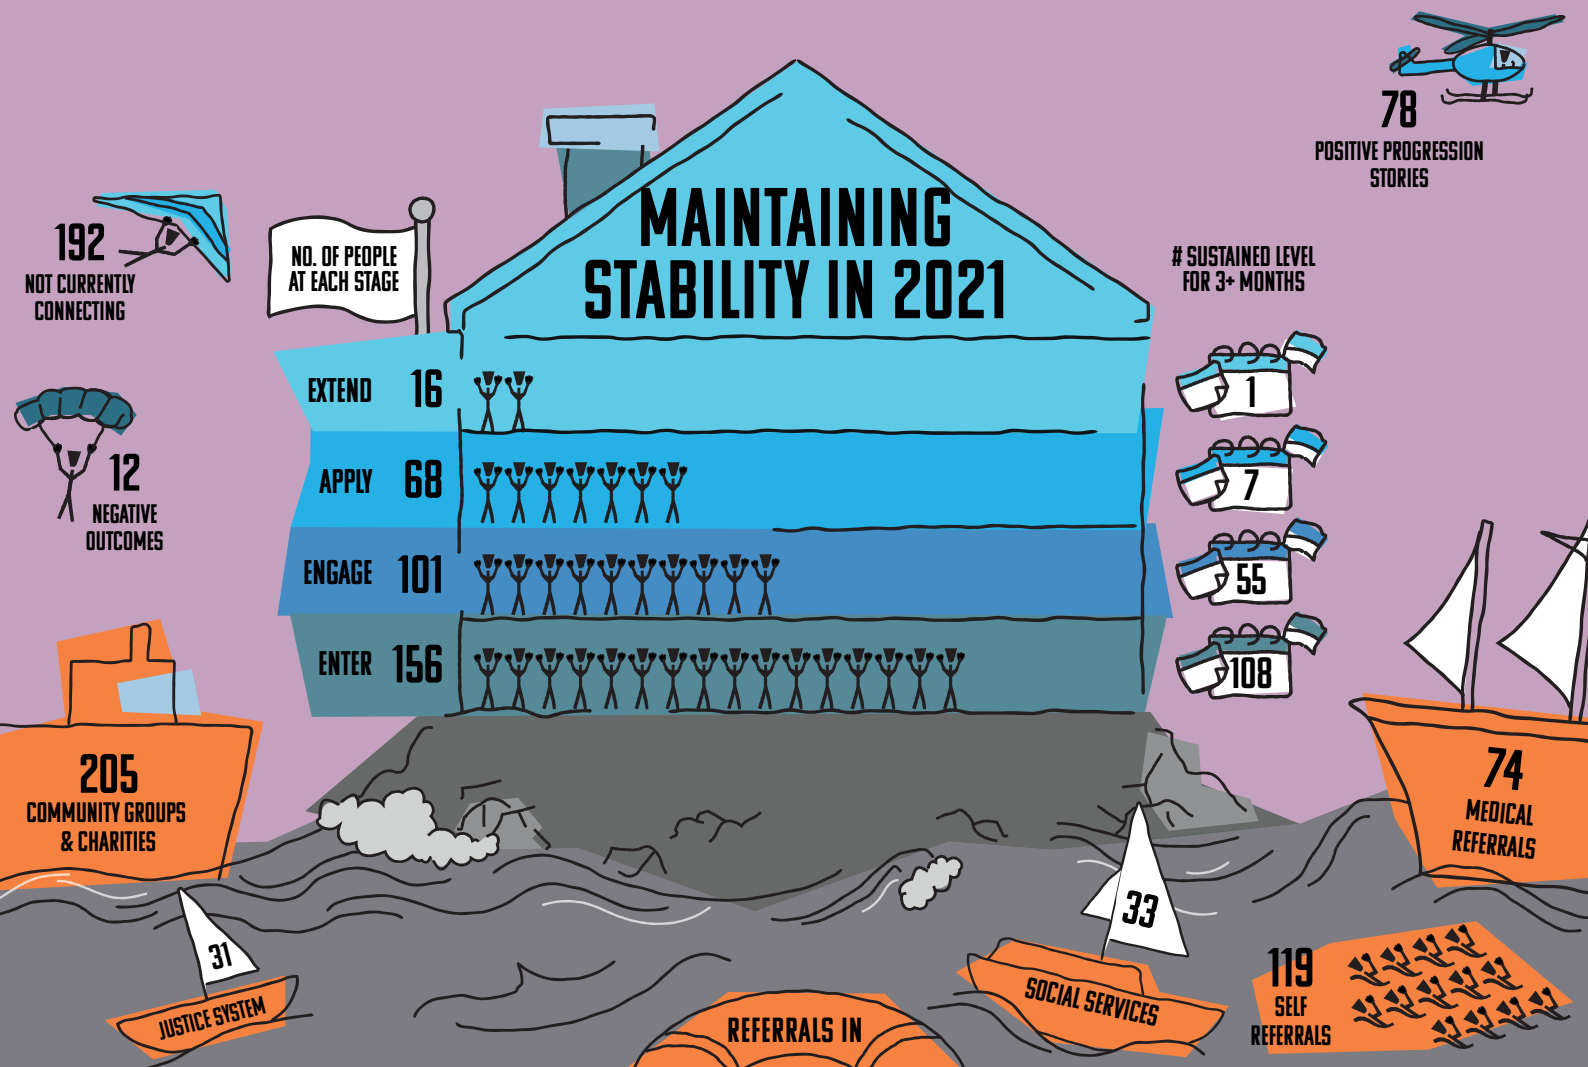 MAINTAINING
STABILITY IN 2021
78
POSITIVE PROGRESSION
STORIES
192
NOT CURRENTLY
CONNECTING
NO. OF PEOPLE
AT EACH STAGE
# SUSTAINED LEVEL
FOR 3+ MONTHS
EXTEND 16
1
APPLY 68
7
12
NEGATIVE
OUTCOMES
ENGAGE 101
55
ENTER 156
108
205
COMMUNITY GROUPS
& CHARITIES
74
MEDICAL
REFERRALS
31
JUSTICE SYSTEM
33
SOCIAL SERVICES
119
SELF
REFERRALS
REFERRALS IN